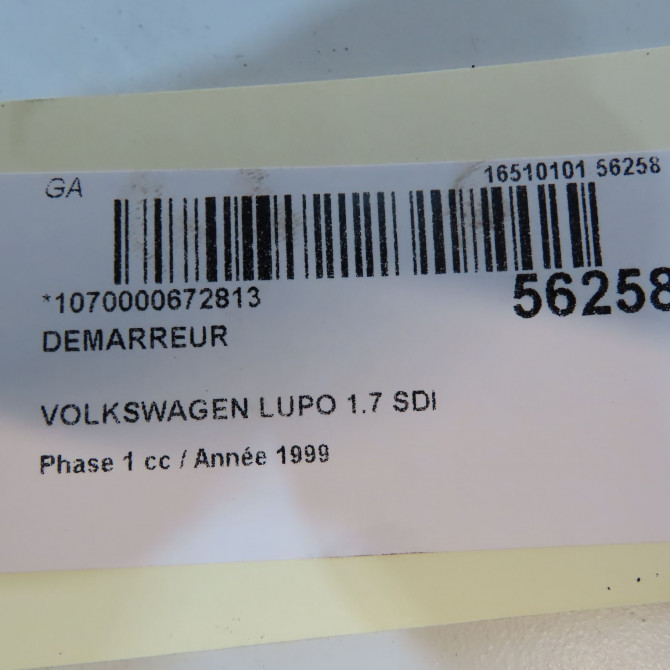 GA
16510101 56258
*1070000672813
56258
DEMARREUR
VOLKSWAGEN LUPO 1.7 SDI
Phase 1 cc / Année 1999